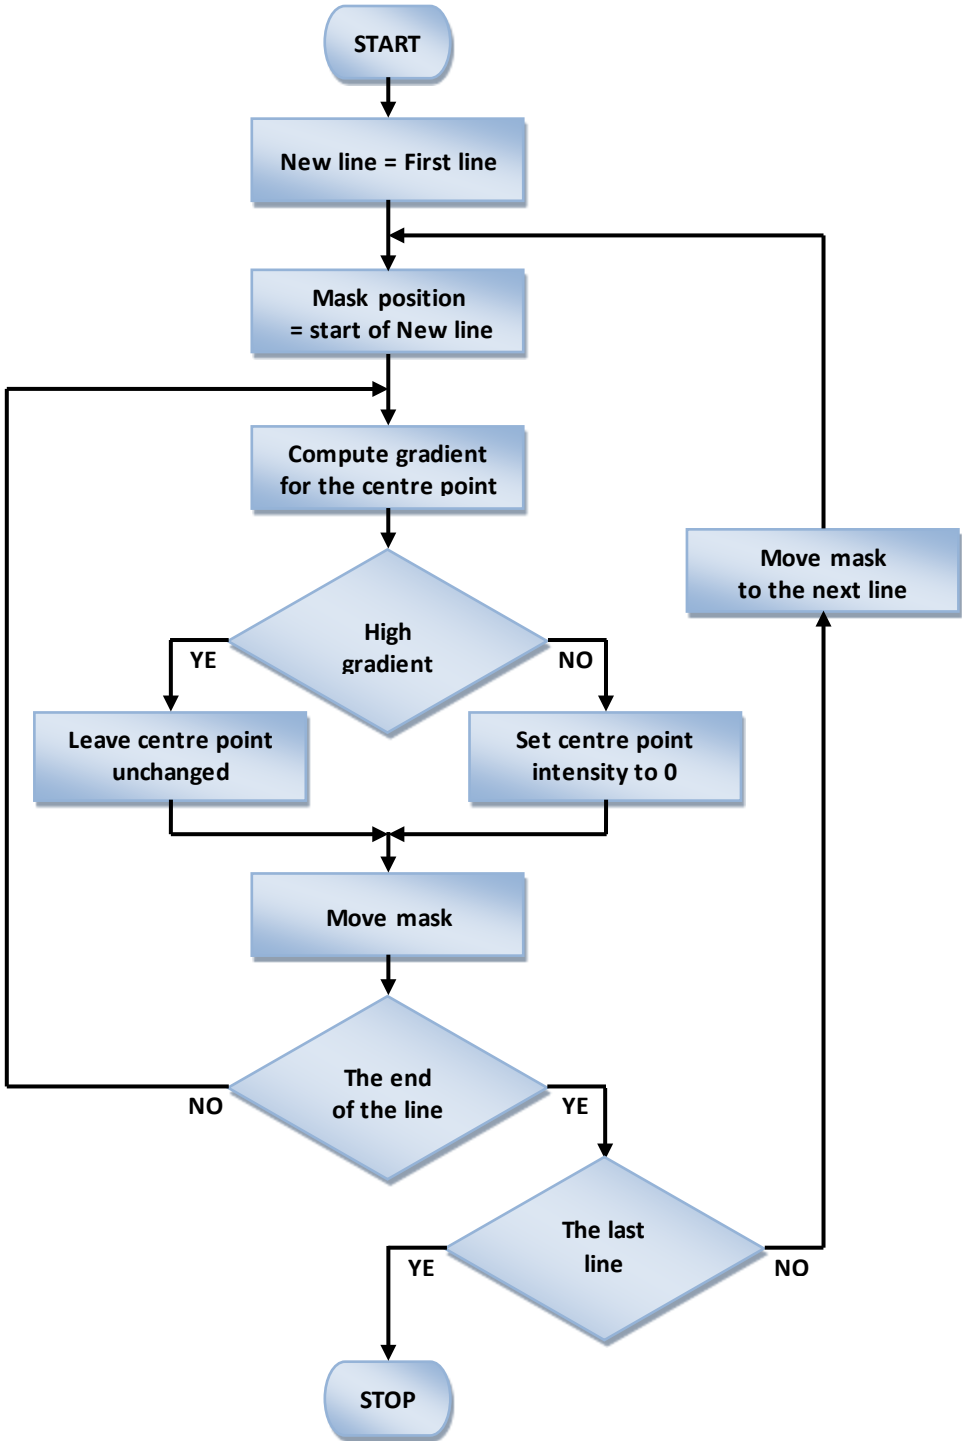 START
New line = First line
Mask position
= start of New line
Compute gradient
for the centre point
Move mask
to the next line
High
gradient
YE
NO
Leave centre point
unchanged
Set centre point
intensity to 0
Move mask
The end
of the line
NO
YE
The last
line
YE
NO
STOP